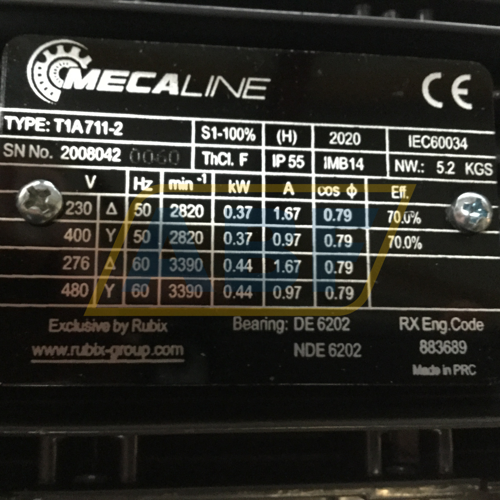 MECALINE CE
TYPE: T1A711-2 S1-100% (H) 2020 IEC60034
SN No. 2008042 0060 ThCl. F IP 55 IMB14 NW.: 5.2 KGS
V Hz min⁻¹ kW A cos ϕ Eff.
230 Δ 50 2820 0.37 1.67 0.79 70.0%
400 Y 50 2820 0.37 0.97 0.79 70.0%
276 Δ 60 3390 0.44 1.67 0.79
480 Y 60 3390 0.44 0.97 0.79
Exclusive by Rubix Bearing: DE 6202 RX Eng.Code
www.rubix-group.com NDE 6202 883689
Made in PRC